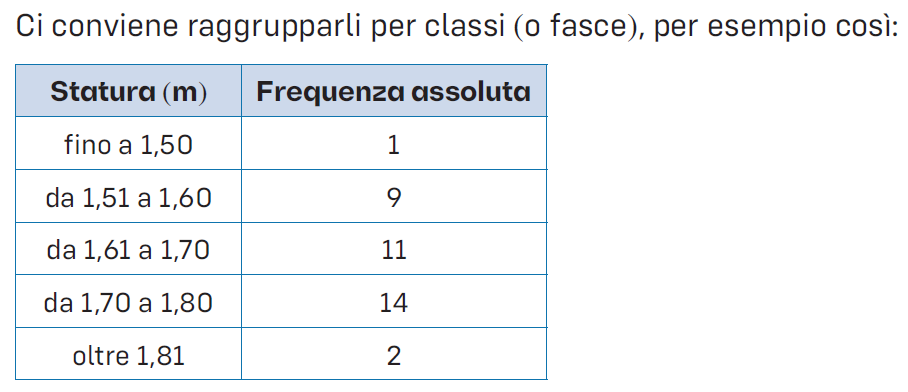 Ci conviene raggrupparli per classi (o fasce), per esempio così:
Statura (m) Frequenza assoluta
fino a 1,50 1
da 1,51 a 1,60 9
da 1,61 a 1,70 11
da 1,70 a 1,80 14
oltre 1,81 2